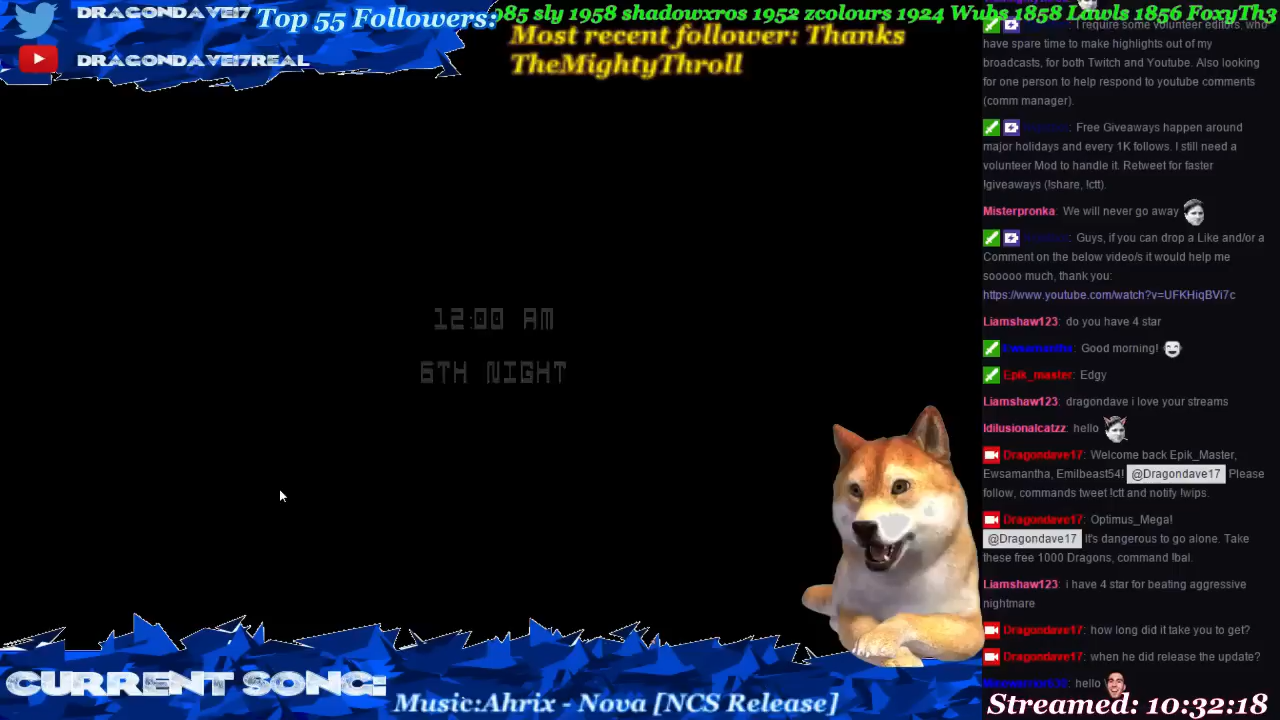 DRAGONDAVE17
Top 55 Followers:
985 sly 1958 shadowxros 1952 zcolours 1924 Wubs 1858 Lawls 1856 FoxyTh3
Most recent follower: Thanks
TheMightyThroll
DRAGONDAVE17REAL
12:00 AM
6TH NIGHT
I require some volunteer editors, who
have spare time to make highlights out of my
broadcasts, for both Twitch and Youtube. Also looking
for one person to help respond to youtube comments
(comm manager).
: Free Giveaways happen around
major holidays and every 1K follows. I still need a
volunteer Mod to handle it. Retweet for faster
!giveaways (!share, !ctt).
Misterpronka: We will never go away
: Guys, if you can drop a Like and/or a
Comment on the below video/s it would help me
sooooo much, thank you:
https://www.youtube.com/watch?v=UFKHiqBVi7c
Liamshaw123: do you have 4 star
Ewsamantha: Good morning!
Epik_master: Edgy
Liamshaw123: dragondave i love your streams
Idilusionalcatzz: hello
Dragondave17: Welcome back Epik_Master,
Ewsamantha, Emilbeast54! @Dragondave17 Please
follow, commands tweet !ctt and notify !wips.
Dragondave17: Optimus_Mega!
@Dragondave17 It's dangerous to go alone. Take
these free 1000 Dragons, command !bal.
Liamshaw123: i have 4 star for beating aggressive
nightmare
Dragondave17: how long did it take you to get?
Dragondave17: when he did release the update?
: hello
CURRENT SONG:
Music:Ahrix - Nova [NCS Release]
Streamed: 10:32:18